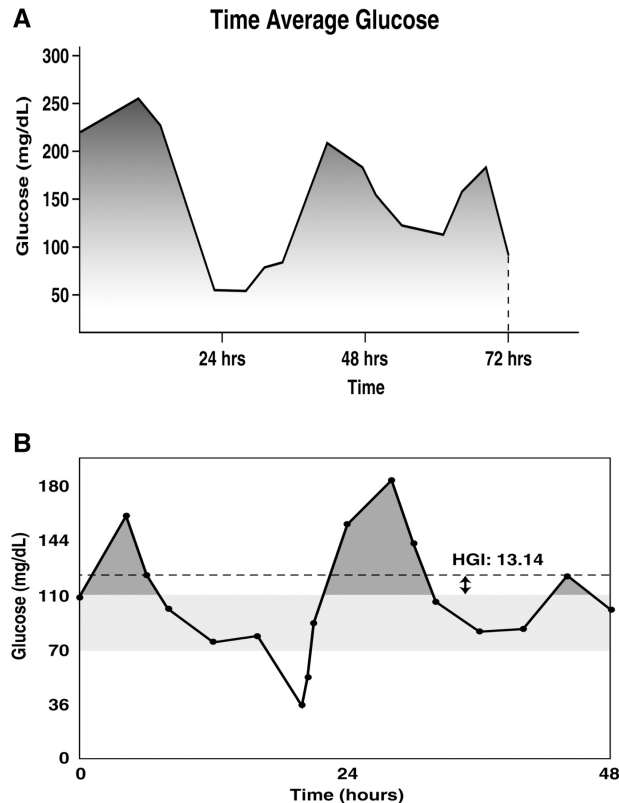 A
Time Average Glucose
300
250
200
150
100
50
Glucose (mg/dL)
24 hrs
48 hrs
72 hrs
Time
B
180
144
110
70
36
0
Glucose (mg/dL)
HGI: 13.14
0
24
48
Time (hours)